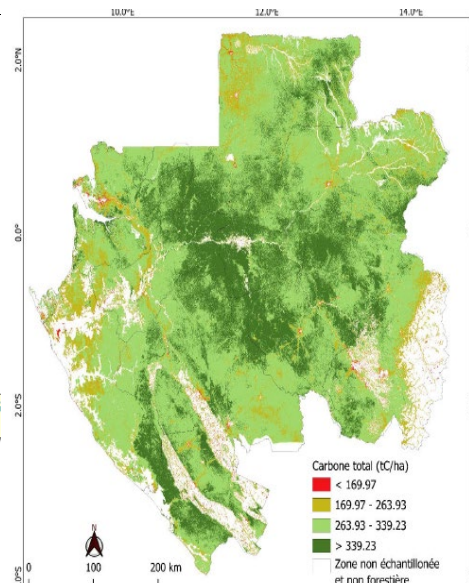 10.0°E 12.0°E 14.0°E
2.0°N
0.0°
2.0°S
Carbone total (tC/ha)
< 169.97
169.97 - 263.93
263.93 - 339.23
> 339.23
Zone non échantillonée
et non forestière
N
0 100 200 km